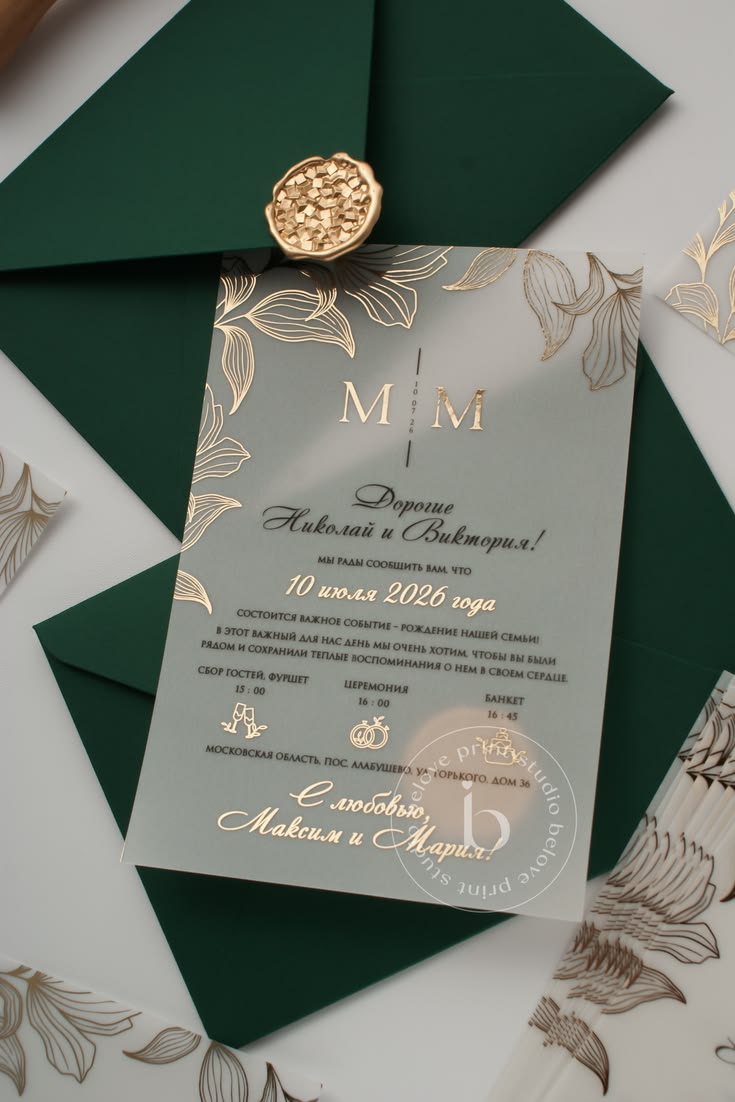 М М
10 07 26
Дорогие
Николай и Виктория!
МЫ РАДЫ СООБЩИТЬ ВАМ, ЧТО
10 июля 2026 года
СОСТОИТСЯ ВАЖНОЕ СОБЫТИЕ – РОЖДЕНИЕ НАШЕЙ СЕМЬИ!
В ЭТОТ ВАЖНЫЙ ДЛЯ НАС ДЕНЬ МЫ ОЧЕНЬ ХОТИМ, ЧТОБЫ ВЫ БЫЛИ
РЯДОМ И СОХРАНИЛИ ТЕПЛЫЕ ВОСПОМИНАНИЯ О НЕМ В СВОЕМ СЕРДЦЕ.
СБОР ГОСТЕЙ, ФУРШЕТ
15 : 00
ЦЕРЕМОНИЯ
16 : 00
БАНКЕТ
16 : 45
МОСКОВСКАЯ ОБЛАСТЬ, ПОС. АЛАБУШЕВО, УЛ. ГОРЬКОГО, ДОМ 36
С любовью,
Максим и Мария!
belove print studio belove print studio
b